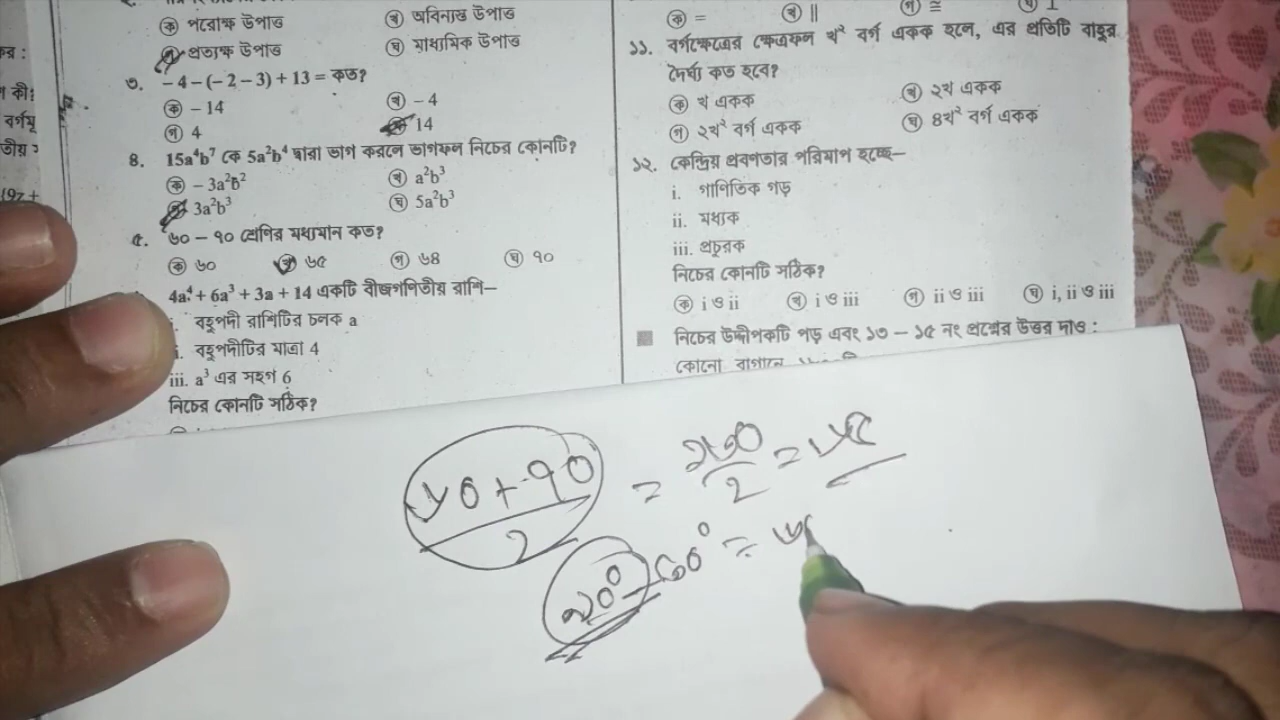 ক পরোক্ষ উপাত্ত
খ অবিন্যস্ত উপাত্ত
গ প্রত্যক্ষ উপাত্ত
ঘ মাধ্যমিক উপাত্ত
৩. – 4 – (– 2 – 3) + 13 = কত?
ক – 14
খ – 4
গ 4
14
8. 15a⁴b⁷ কে 5a²b⁴ দ্বারা ভাগ করলে ভাগফল নিচের কোনটি?
ক – 3a²b²
খ a²b³
3a²b³
ঘ 5a²b³
৫. ৬০ – ৭০ শ্রেণির মধ্যমান কত?
ক ৬০
খ ৬৫
গ ৬৪
ঘ ৭০
4a⁴ + 6a³ + 3a + 14 একটি বীজগণিতীয় রাশি—
বহুপদী রাশিটির চলক a
বহুপদীটির মাত্রা 4
iii. a³ এর সহগ 6
নিচের কোনটি সঠিক?
ক =
খ ||
গ ≅
ঘ ⊥
১১. বর্গক্ষেত্রের ক্ষেত্রফল থ² বর্গ একক হলে, এর প্রতিটি বাহুর
দৈর্ঘ্য কত হবে?
ক থ একক
খ ২থ একক
গ ২থ² বর্গ একক
ঘ ৪থ² বর্গ একক
১২. কেন্দ্রিয় প্রবণতার পরিমাপ হচ্ছে—
i. গাণিতিক গড়
ii. মধ্যক
iii. প্রচুরক
নিচের কোনটি সঠিক?
ক i ও ii
খ i ও iii
গ ii ও iii
ঘ i, ii ও iii
নিচের উদ্দীপকটি পড় এবং ১৩ – ১৫ নং প্রশ্নের উত্তর দাও :
কোনো বাগানে
৬০ + ৭০
2
= ১৩০
2
= ৬৫